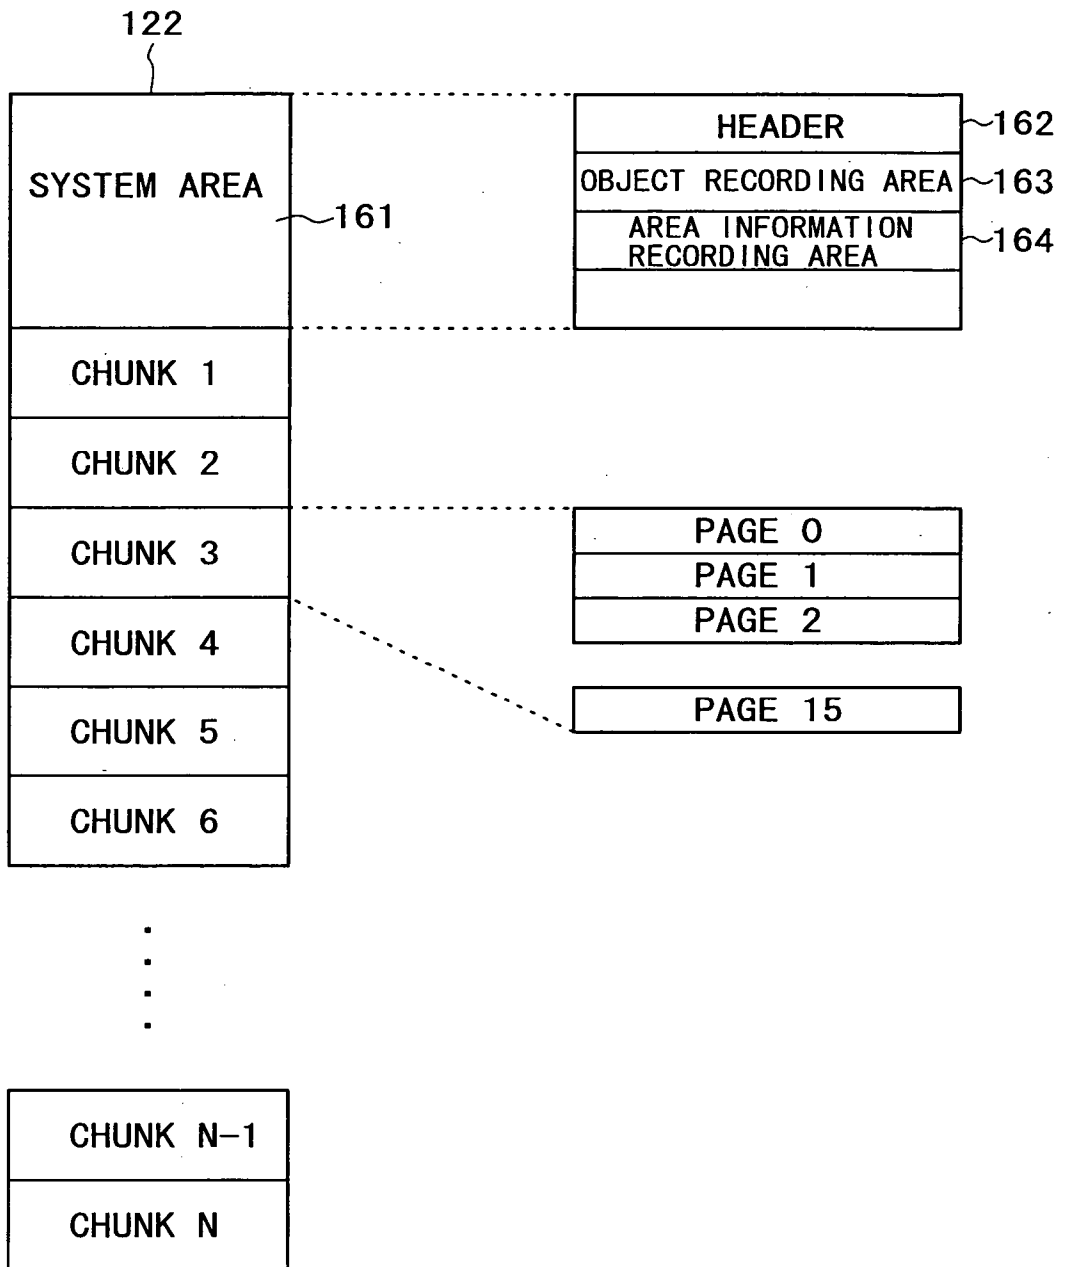 122
SYSTEM AREA
161
HEADER
162
OBJECT RECORDING AREA
163
AREA INFORMATION
RECORDING AREA
164
CHUNK 1
CHUNK 2
CHUNK 3
CHUNK 4
CHUNK 5
CHUNK 6
PAGE 0
PAGE 1
PAGE 2
PAGE 15
CHUNK N-1
CHUNK N